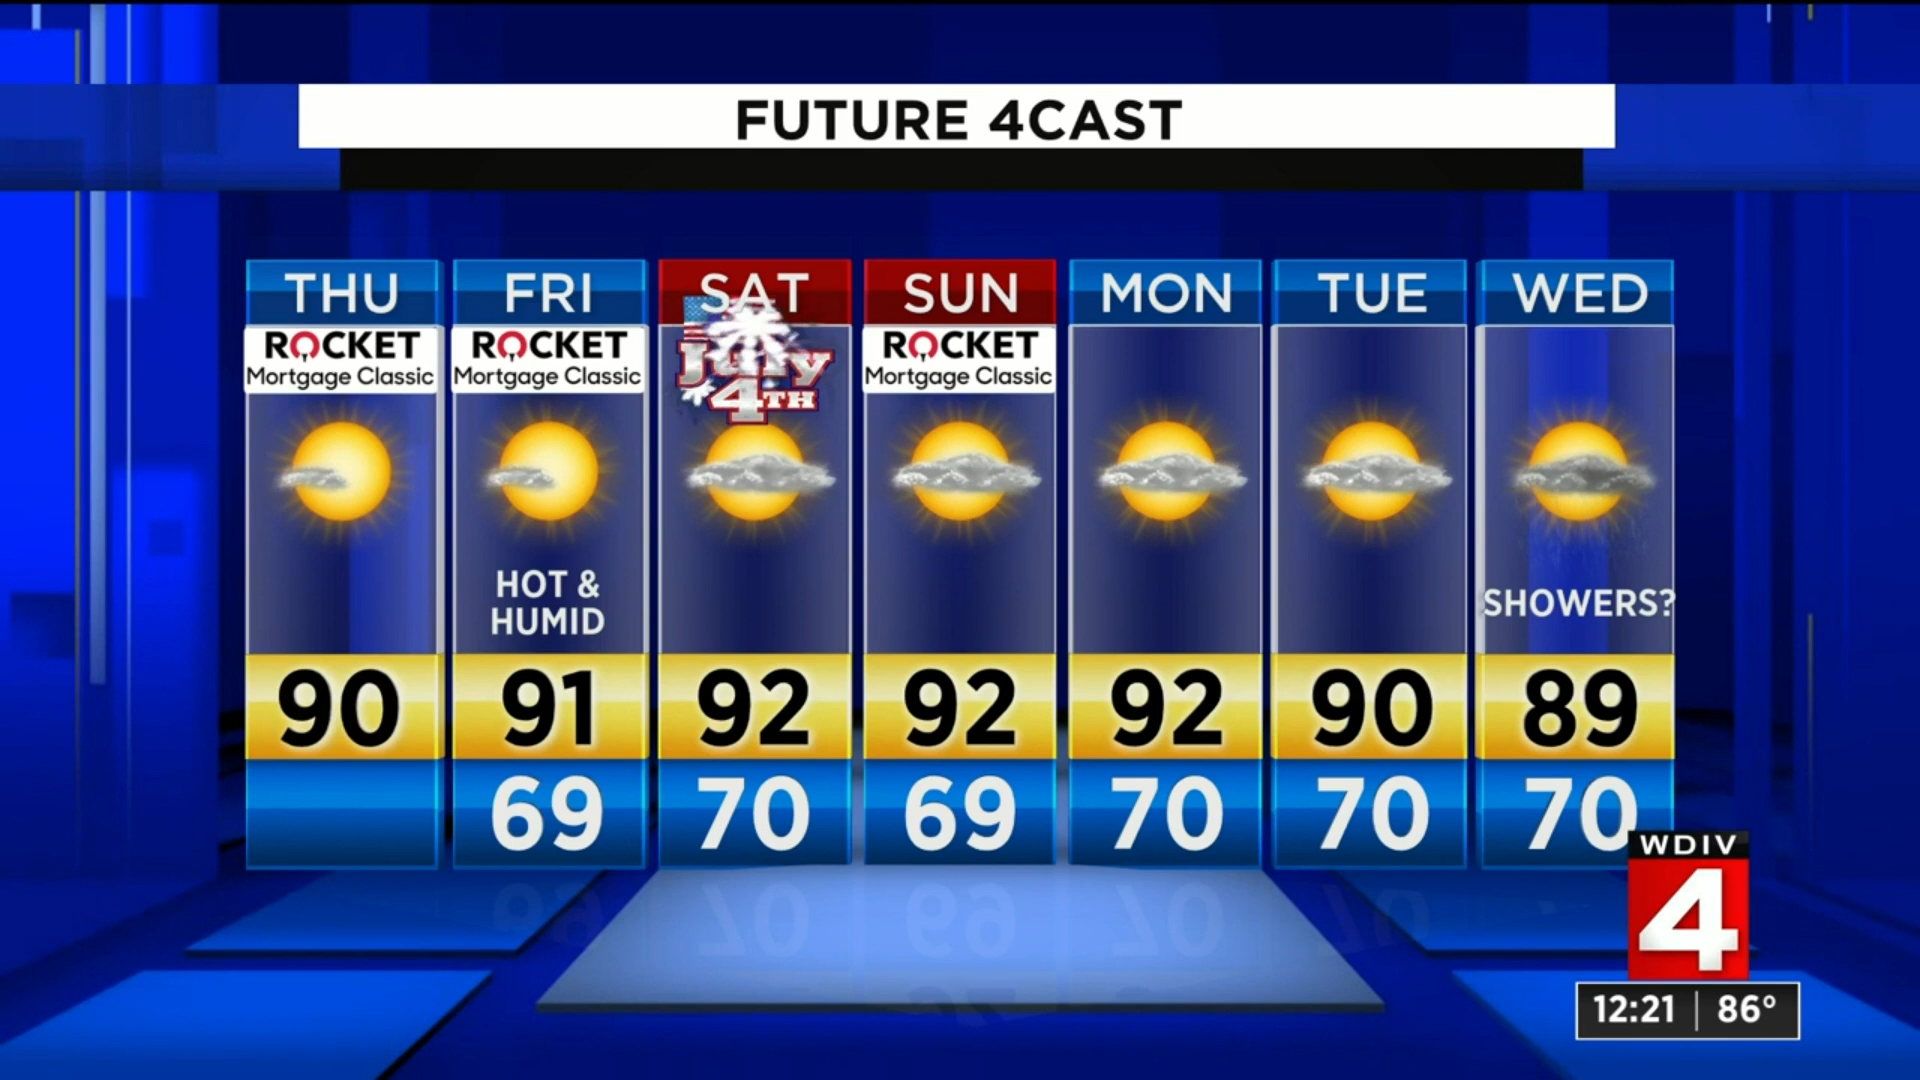 FUTURE 4CAST
THU FRI SAT SUN MON TUE WED
ROCKET
Mortgage Classic
ROCKET
Mortgage Classic
July
4TH
ROCKET
Mortgage Classic
HOT &
HUMID
SHOWERS?
90 91 92 92 92 90 89
69 70 69 70 70 70
WDIV
4
12:21 86°